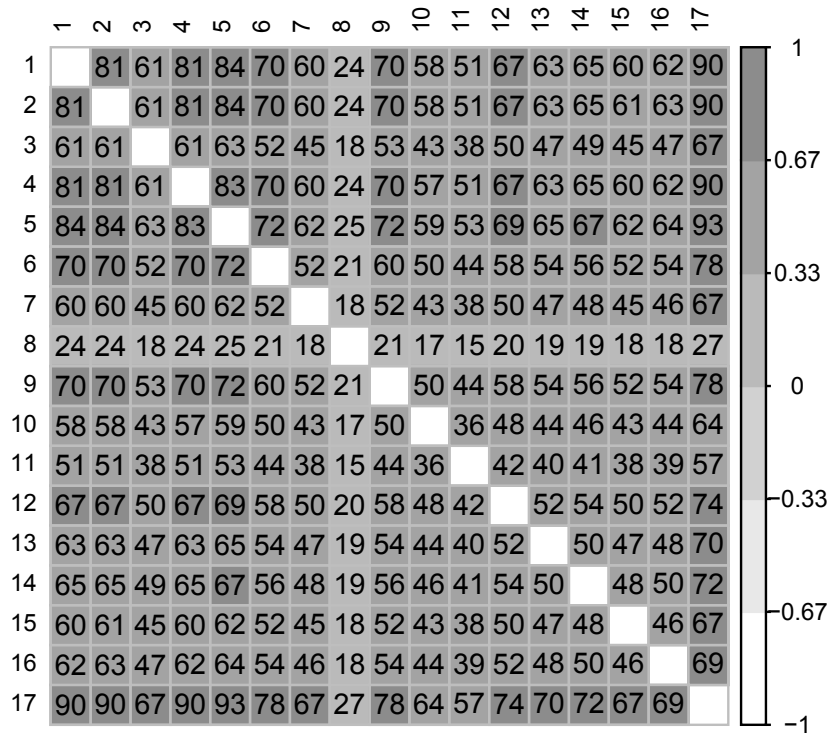 1 2 3 4 5 6 7 8 9 10 11 12 13 14 15 16 17
1 81 61 81 84 70 60 24 70 58 51 67 63 65 60 62 90 1
2 81 61 81 84 70 60 24 70 58 51 67 63 65 61 63 90
3 61 61 61 63 52 45 18 53 43 38 50 47 49 45 47 67 0.67
4 81 81 61 83 70 60 24 70 57 51 67 63 65 60 62 90
5 84 84 63 83 72 62 25 72 59 53 69 65 67 62 64 93
6 70 70 52 70 72 52 21 60 50 44 58 54 56 52 54 78 0.33
7 60 60 45 60 62 52 18 52 43 38 50 47 48 45 46 67
8 24 24 18 24 25 21 18 21 17 15 20 19 19 18 18 27
9 70 70 53 70 72 60 52 21 50 44 58 54 56 52 54 78 0
10 58 58 43 57 59 50 43 17 50 36 48 44 46 43 44 64
11 51 51 38 51 53 44 38 15 44 36 42 40 41 38 39 57
12 67 67 50 67 69 58 50 20 58 48 42 52 54 50 52 74 −0.33
13 63 63 47 63 65 54 47 19 54 44 40 52 50 47 48 70
14 65 65 49 65 67 56 48 19 56 46 41 54 50 48 50 72
15 60 61 45 60 62 52 45 18 52 43 38 50 47 48 46 67 −0.67
16 62 63 47 62 64 54 46 18 54 44 39 52 48 50 46 69
17 90 90 67 90 93 78 67 27 78 64 57 74 70 72 67 69 −1